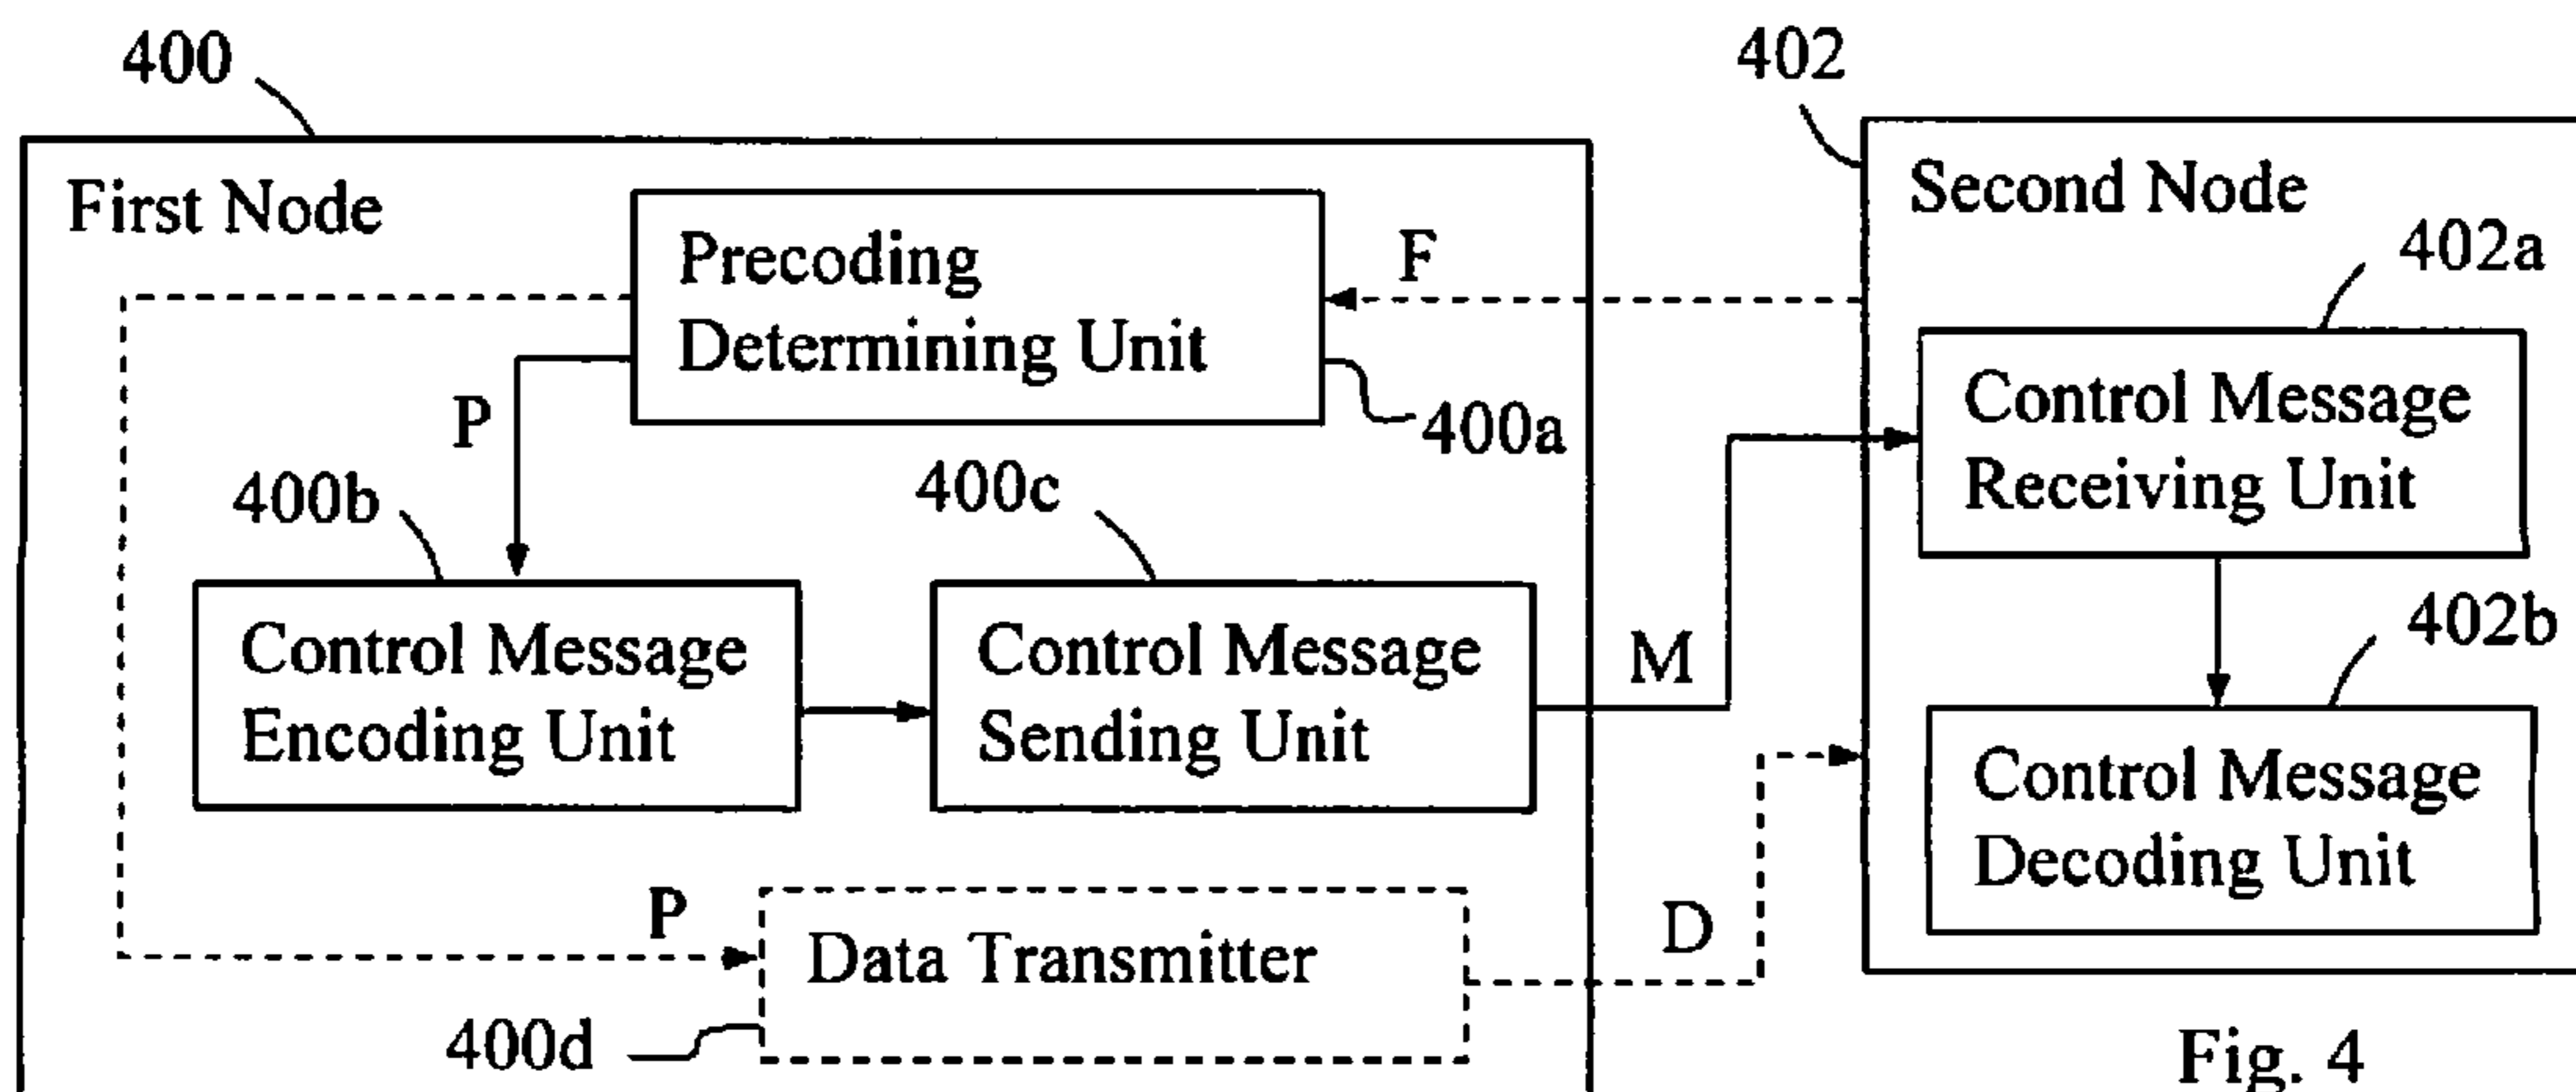 400
402
First Node
Second Node
Precoding
Determining Unit
F
402a
400a
Control Message
Receiving Unit
P
400b
400c
402b
Control Message
Encoding Unit
Control Message
Sending Unit
M
Control Message
Decoding Unit
P
Data Transmitter
D
400d
Fig. 4